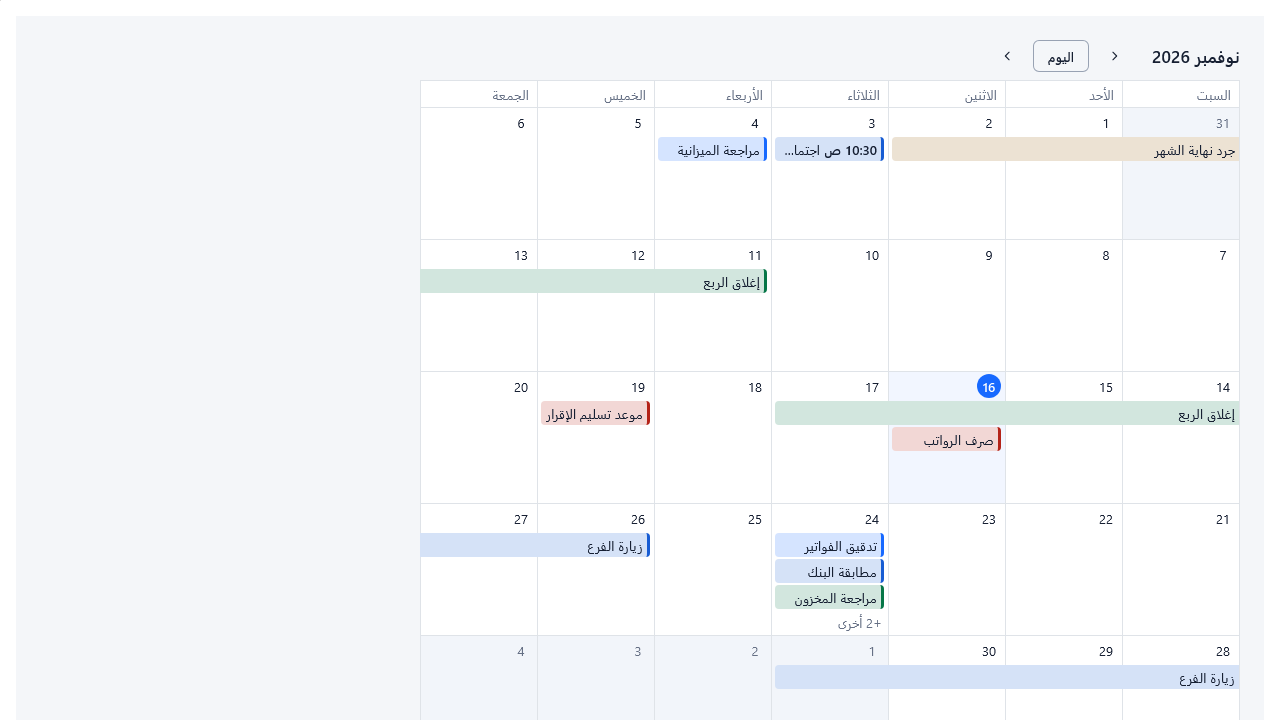 نوفمبر 2026
اليوم
السبت الأحد الاثنين الثلاثاء الأربعاء الخميس الجمعة
31 1 2 3 4 5 6
جرد نهاية الشهر 10:30 ص اجتما... مراجعة الميزانية
7 8 9 10 11 12 13
إغلاق الربع
14 15 16 17 18 19 20
إغلاق الربع موعد تسليم الإقرار
صرف الرواتب
21 22 23 24 25 26 27
تدقيق الفواتير زيارة الفرع
مطابقة البنك
مراجعة المخزون
+2 أخرى
28 29 30 1 2 3 4
زيارة الفرع